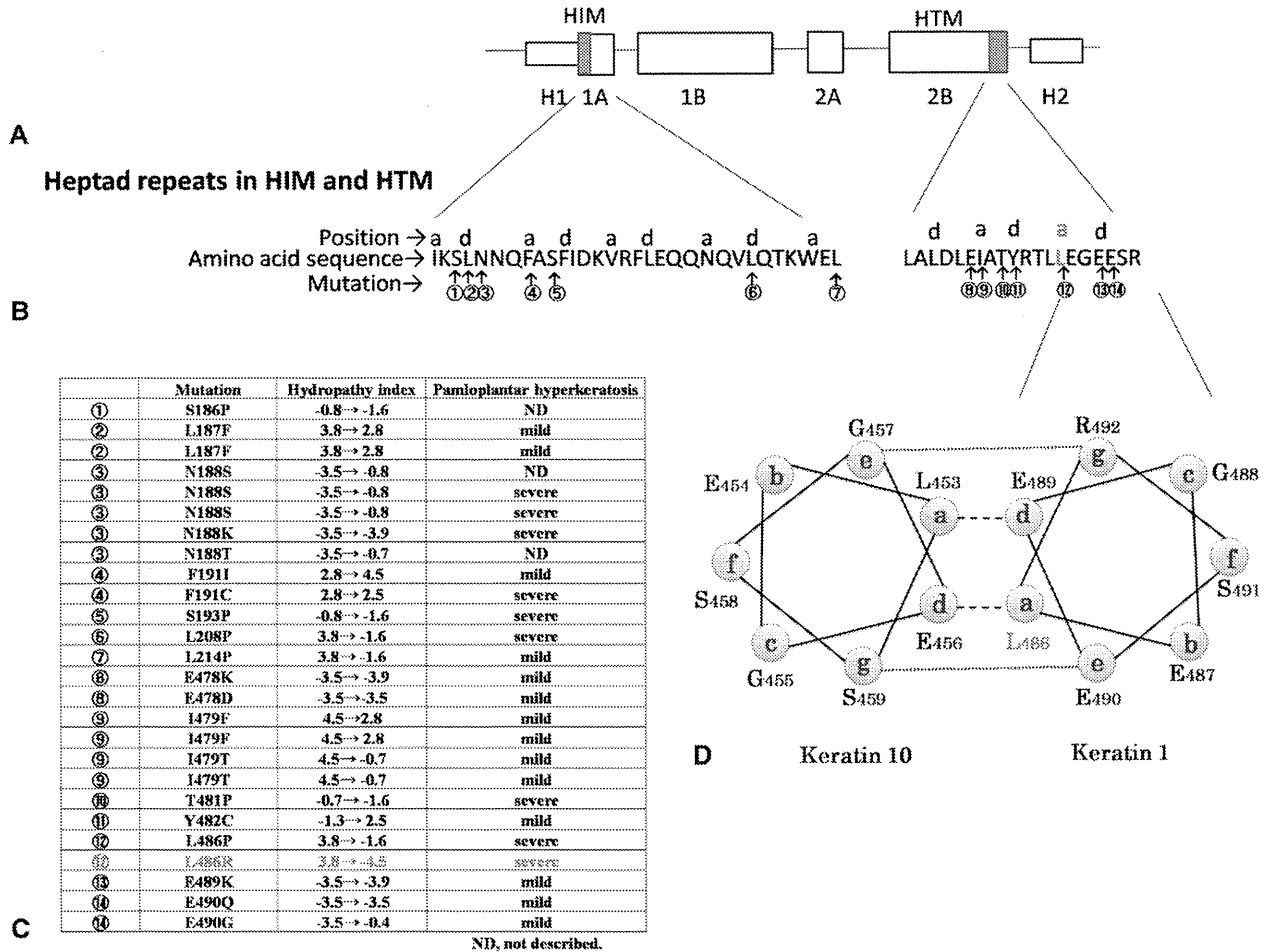 HIM
HTM
H1 1A 1B 2A 2B H2
A
Heptad repeats in HIM and HTM
Position → a d a d a d a d a
d a d a d
Amino acid sequence→ IKSLNNQFASFIDKVRFLEQQNQVLQTKWEL
LALDLEIATYRTLLEGEESR
Mutation→ ① ② ③ ④ ⑤ ⑥ ⑦
⑧ ⑨ ⑩ ⑪ ⑫ ⑬ ⑭
B
Mutation Hydropathy index Pamloplantar hyperkeratosis
① S186P -0.8→ -1.6 ND
② L187F 3.8→ 2.8 mild
② L187F 3.8→ 2.8 mild
③ N188S -3.5→ -0.8 ND
③ N188S -3.5→ -0.8 severe
③ N188S -3.5→ -0.8 severe
③ N188K -3.5→ -3.9 severe
③ N188T -3.5→ -0.7 ND
④ F191I 2.8→ 4.5 mild
④ F191C 2.8→ 2.5 severe
⑤ S193P -0.8→ -1.6 severe
⑥ L208P 3.8→ -1.6 severe
⑦ L214P 3.8→ -1.6 mild
⑧ E478K -3.5→ -3.9 mild
⑧ E478D -3.5→ -3.5 mild
⑨ I479F 4.5→2.8 mild
⑨ I479F 4.5→ 2.8 mild
⑨ I479T 4.5→ -0.7 mild
⑨ I479T 4.5→ -0.7 mild
⑩ T481P -0.7→ -1.6 severe
⑪ Y482C -1.3→ 2.5 mild
⑫ L486P 3.8→ -1.6 severe
⑫ L486R 3.8→ -4.5 severe
⑬ E489K -3.5→ -3.9 mild
⑭ E490Q -3.5→ -3.5 mild
⑭ E490G -3.5→ -0.4 mild
C
ND, not described.
G457 R492
e g
E454 b L453 E489 c G488
a d
f f
S458 S491
d a
c E456 L486 b
G455 g e E487
S459 E490
D Keratin 10 Keratin 1